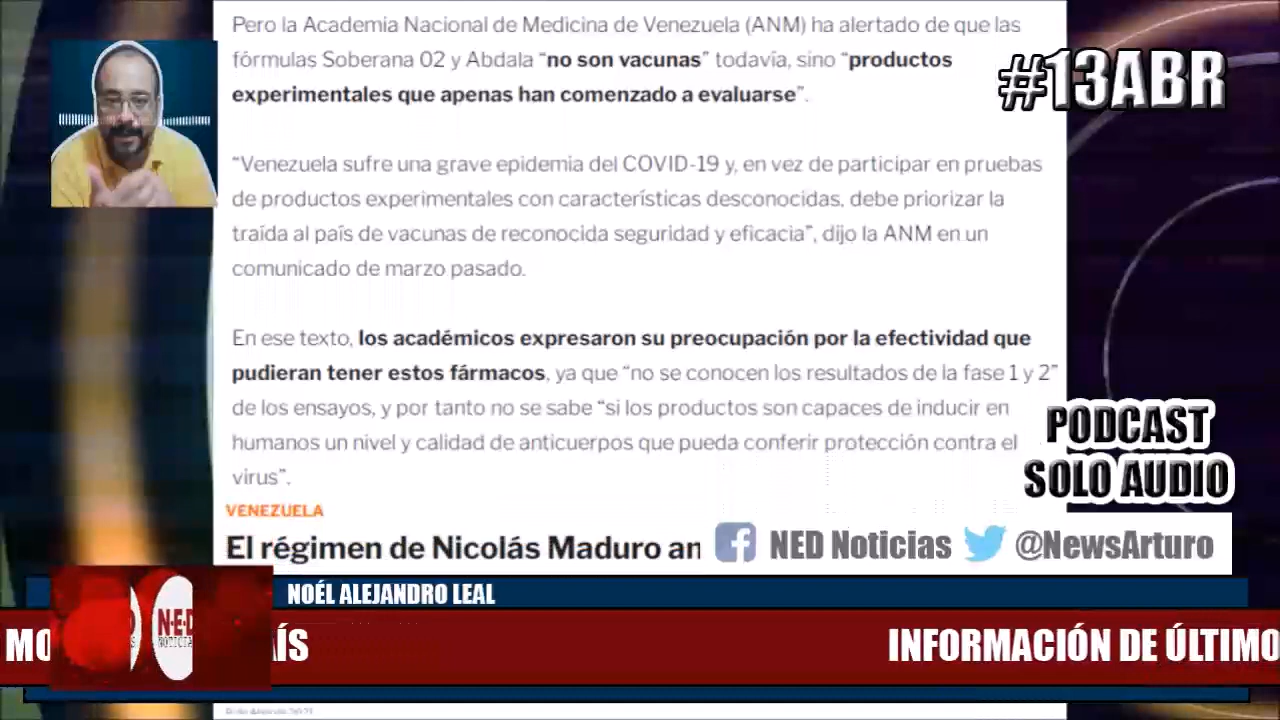 Pero la Academia Nacional de Medicina de Venezuela (ANM) ha alertado de que las
fórmulas Soberana 02 y Abdala “no son vacunas” todavía, sino “productos
experimentales que apenas han comenzado a evaluarse”.
#13ABR
“Venezuela sufre una grave epidemia del COVID-19 y, en vez de participar en pruebas
de productos experimentales con características desconocidas, debe priorizar la
traída al país de vacunas de reconocida seguridad y eficacia”, dijo la ANM en un
comunicado de marzo pasado.
En ese texto, los académicos expresaron su preocupación por la efectividad que
pudieran tener estos fármacos, ya que “no se conocen los resultados de la fase 1 y 2”
de los ensayos, y por tanto no se sabe “si los productos son capaces de inducir en
humanos un nivel y calidad de anticuerpos que pueda conferir protección contra el
virus”.
PODCAST
SOLO AUDIO
VENEZUELA
El régimen de Nicolás Maduro an
NED Noticias @NewsArturo
NOÉL ALEJANDRO LEAL
MO
N·E·D
NOTICIA
AÍS
INFORMACIÓN DE ÚLTIMO